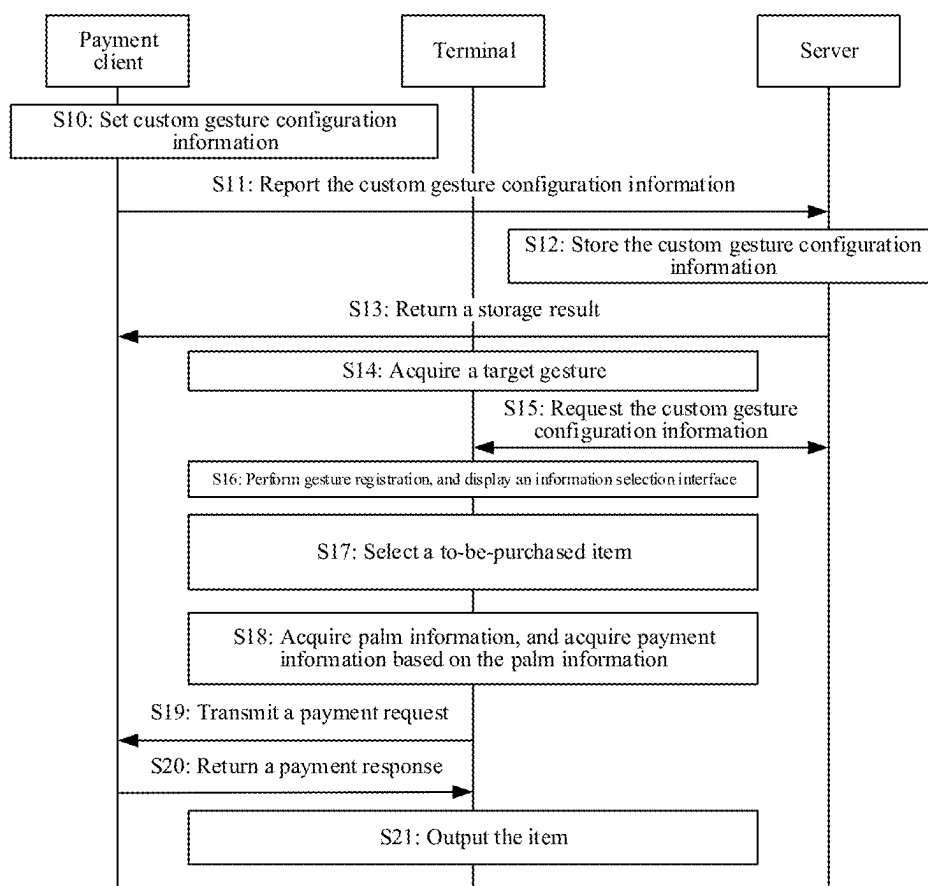 Payment
client
Terminal
Server
S10: Set custom gesture configuration
information
S11: Report the custom gesture configuration information
S12: Store the custom gesture configuration
information
S13: Return a storage result
S14: Acquire a target gesture
S15: Request the custom gesture
configuration information
S16: Perform gesture registration, and display an information selection interface
S17: Select a to-be-purchased item
S18: Acquire palm information, and acquire payment
information based on the palm information
S19: Transmit a payment request
S20: Return a payment response
S21: Output the item